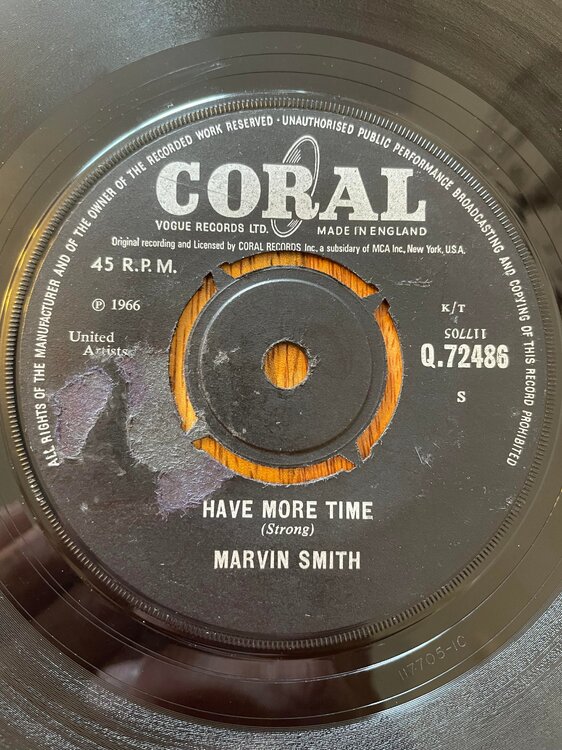 ALL RIGHTS OF THE MANUFACTURER AND OF THE OWNER OF THE RECORDED WORK RESERVED · UNAUTHORISED PUBLIC PERFORMANCE BROADCASTING AND COPYING OF THIS RECORD PROHIBITED
CORAL
VOGUE RECORDS LTD. MADE IN ENGLAND
Original recording and Licensed by CORAL RECORDS Inc., a subsidiary of MCA Inc., New York, U.S.A.
45 R.P.M.
℗ 1966
K/T
117705
United
Artists
Q.72486
S
HAVE MORE TIME
(Strong)
MARVIN SMITH
117705-1C